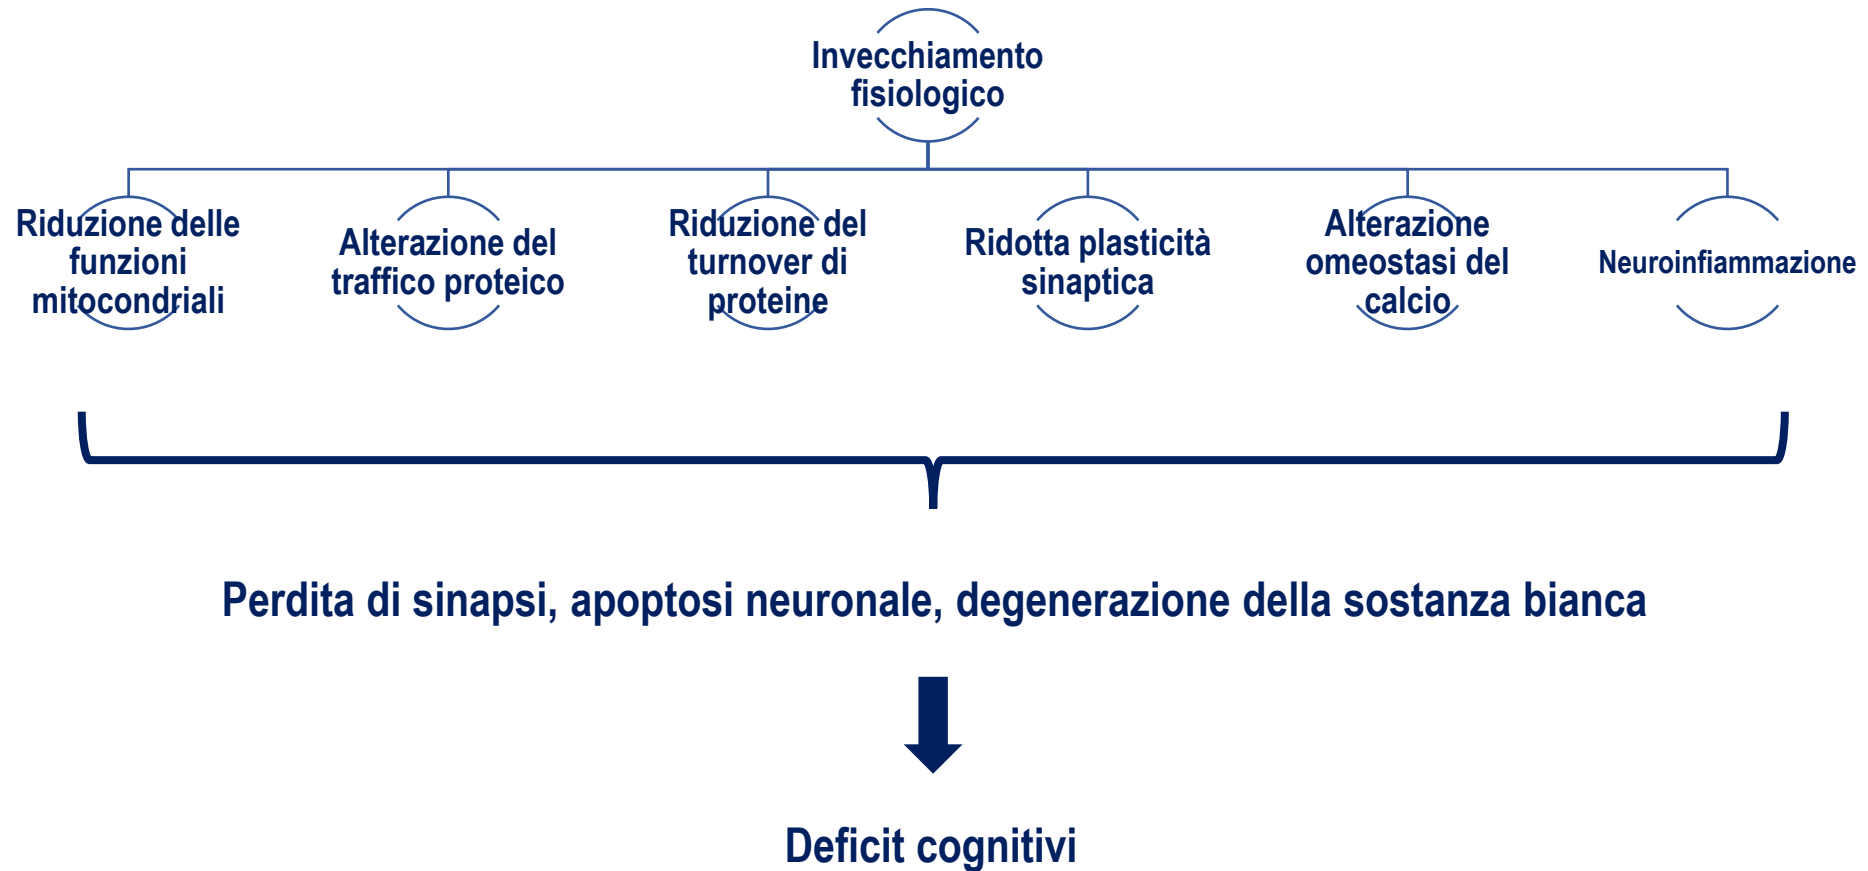 Invecchiamento
fisiologico
Riduzione delle
funzioni
mitocondriali
Alterazione del
traffico proteico
Riduzione del
turnover di
proteine
Ridotta plasticità
sinaptica
Alterazione
omeostasi del
calcio
Neuroinfiammazione
Perdita di sinapsi, apoptosi neuronale, degenerazione della sostanza bianca
Deficit cognitivi